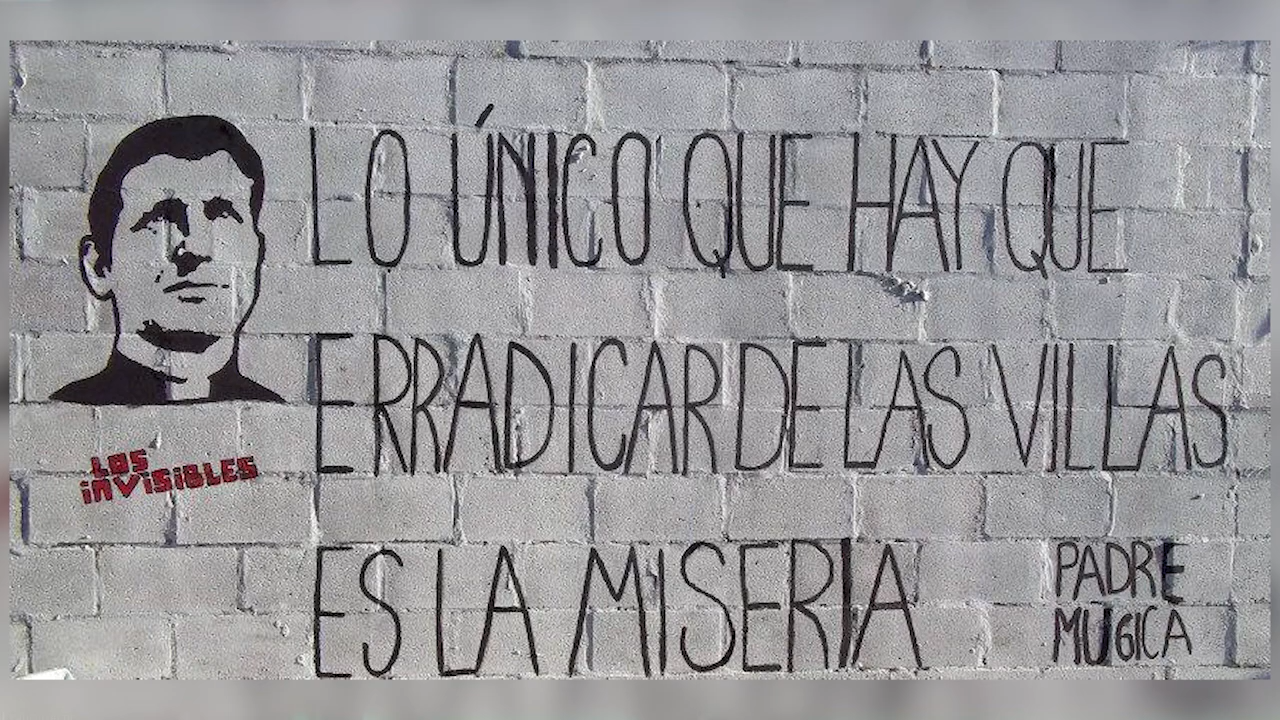 LO ÚNICO QUE HAY QUE
ERRADICAR DE LAS VILLAS
ES LA MISERIA
PADRE
MUGICA
LOS
iNViSiBLES